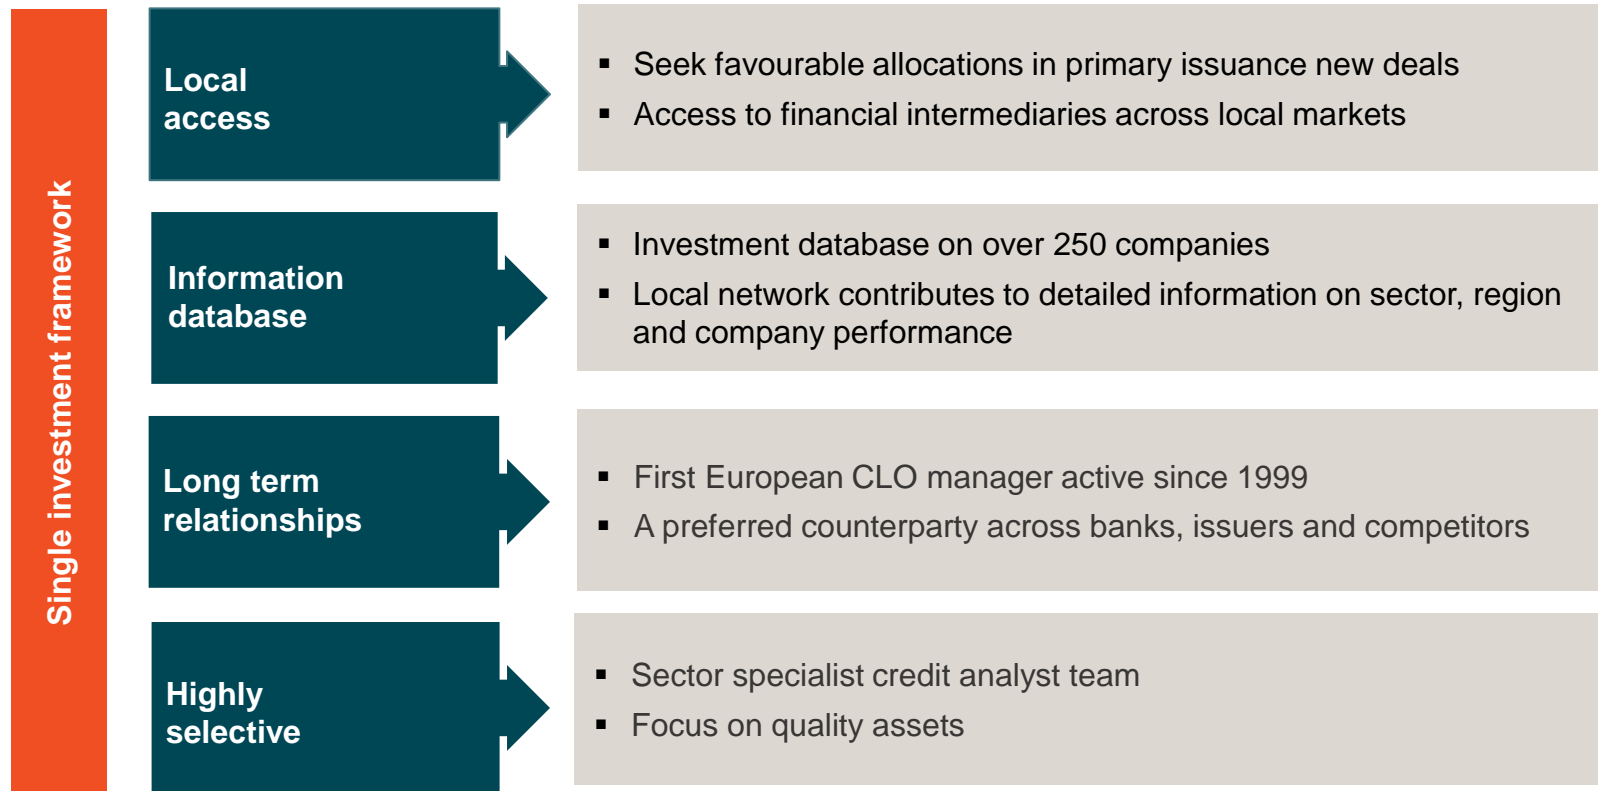 Single investment framework
Local
access
▪ Seek favourable allocations in primary issuance new deals
▪ Access to financial intermediaries across local markets
Information
database
▪ Investment database on over 250 companies
▪ Local network contributes to detailed information on sector, region
and company performance
Long term
relationships
▪ First European CLO manager active since 1999
▪ A preferred counterparty across banks, issuers and competitors
Highly
selective
▪ Sector specialist credit analyst team
▪ Focus on quality assets